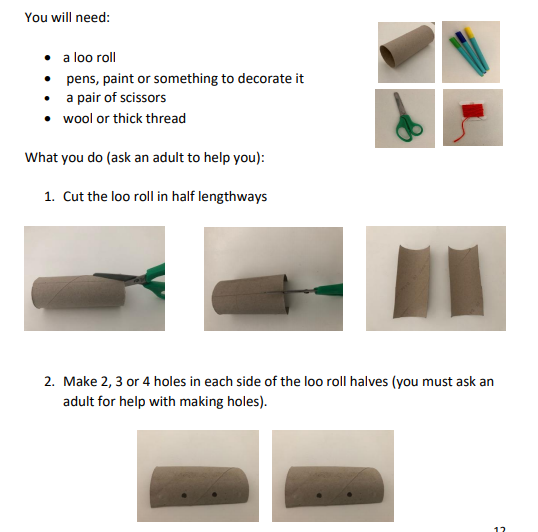 You will need:
• a loo roll
• pens, paint or something to decorate it
• a pair of scissors
• wool or thick thread
What you do (ask an adult to help you):
1. Cut the loo roll in half lengthways
2. Make 2, 3 or 4 holes in each side of the loo roll halves (you must ask an
adult for help with making holes).
12